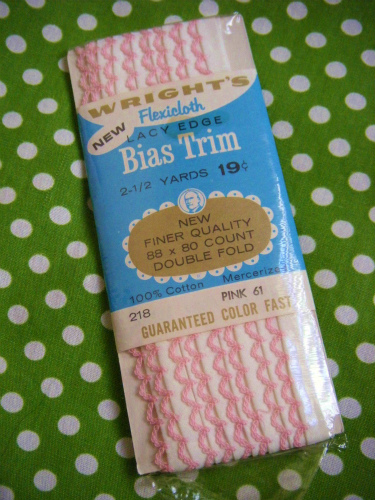 WRIGHT'S
Flexicloth
NEW
LACY EDGE
Bias Trim
2-1/2 YARDS 19¢
NEW
FINER QUALITY
88 x 80 COUNT
DOUBLE FOLD
100% Cotton Mercerized
218 PINK 61
GUARANTEED COLOR FAST